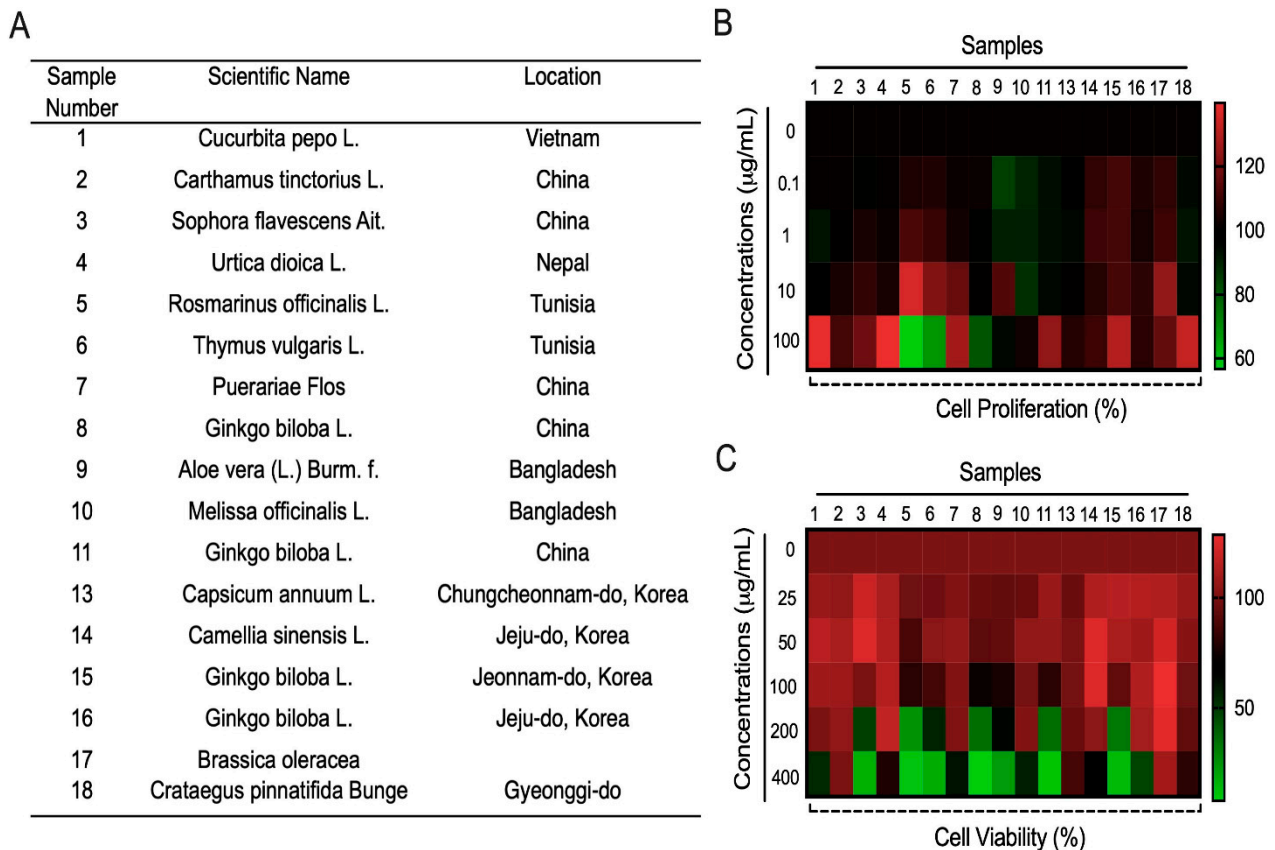 A
Sample Number Scientific Name Location
1 Cucurbita pepo L. Vietnam
2 Carthamus tinctorius L. China
3 Sophora flavescens Ait. China
4 Urtica dioica L. Nepal
5 Rosmarinus officinalis L. Tunisia
6 Thymus vulgaris L. Tunisia
7 Puerariae Flos China
8 Ginkgo biloba L. China
9 Aloe vera (L.) Burm. f. Bangladesh
10 Melissa officinalis L. Bangladesh
11 Ginkgo biloba L. China
13 Capsicum annuum L. Chungcheonnam-do, Korea
14 Camellia sinensis L. Jeju-do, Korea
15 Ginkgo biloba L. Jeonnam-do, Korea
16 Ginkgo biloba L. Jeju-do, Korea
17 Brassica oleracea
18 Crataegus pinnatifida Bunge Gyeonggi-do
B
Samples
1 2 3 4 5 6 7 8 9 10 11 13 14 15 16 17 18
Concentrations (μg/mL)
0
0.1
1
10
100
120
100
80
60
Cell Proliferation (%)
C
Samples
1 2 3 4 5 6 7 8 9 10 11 13 14 15 16 17 18
Concentrations (μg/mL)
0
25
50
100
200
400
100
50
Cell Viability (%)